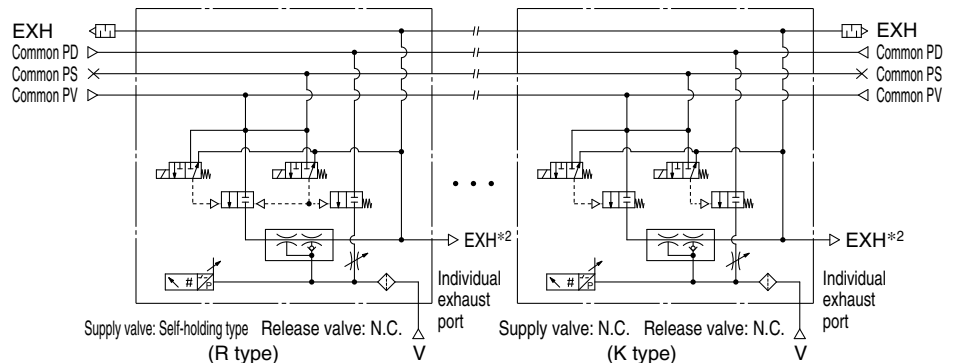 EXH
EXH
Common PD
Common PD
Common PS
Common PS
Common PV
Common PV
EXH*2
EXH*2
# P
# P
Individual
exhaust
port
Individual
exhaust
port
Supply valve: Self-holding type Release valve: N.C.
(R type)
V
Supply valve: N.C. Release valve: N.C.
(K type)
V